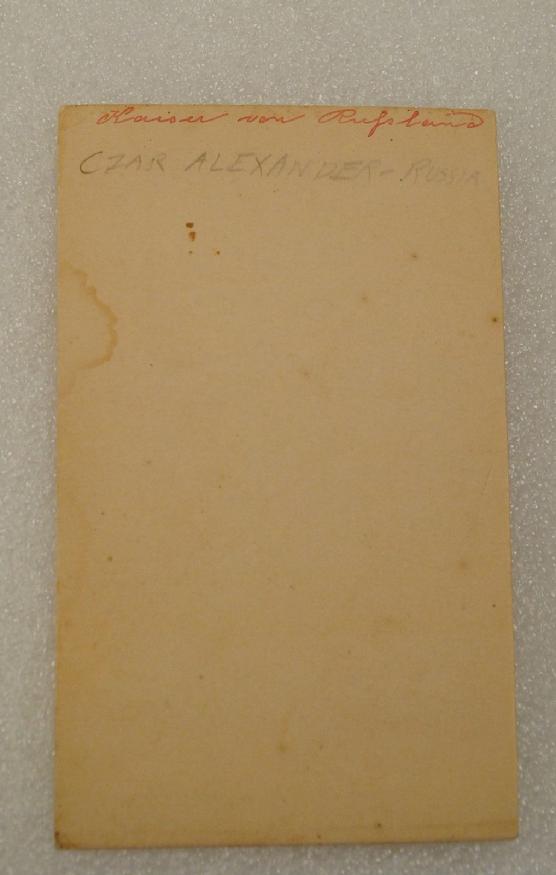 Kaiser von Rußland
CZAR ALEXANDER - RUSSIA